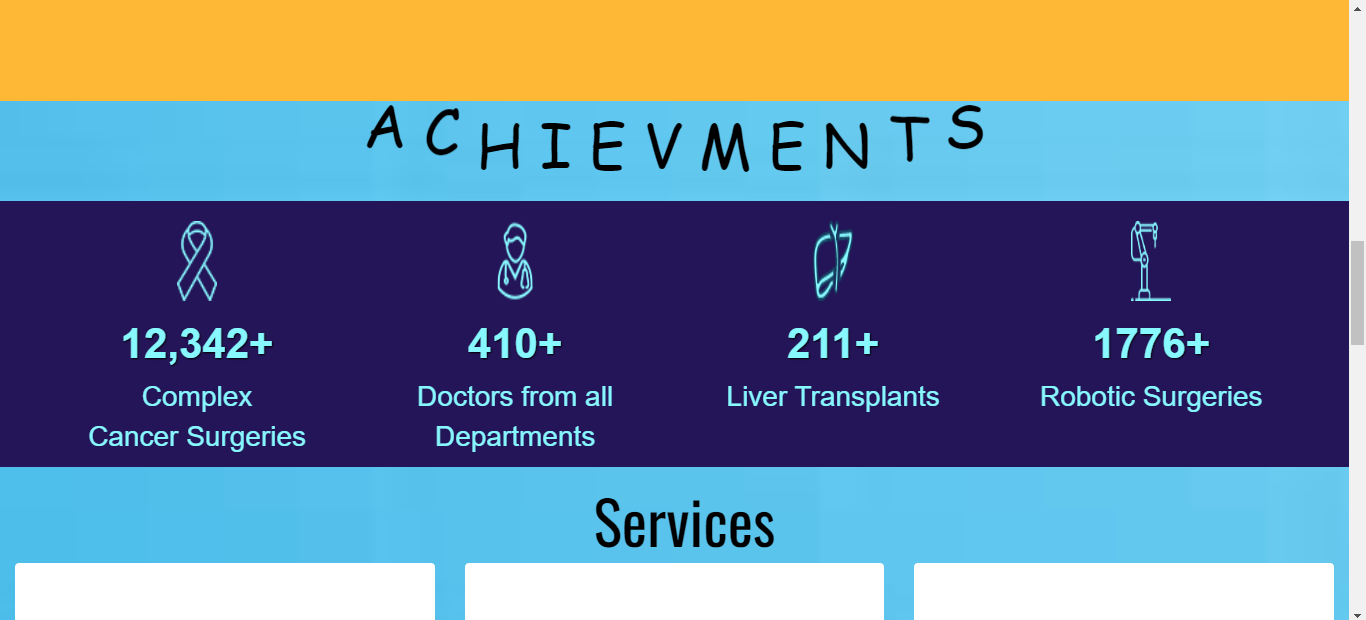 ACHIEVMENTS
12,342+
Complex
Cancer Surgeries
410+
Doctors from all
Departments
211+
Liver Transplants
1776+
Robotic Surgeries
Services